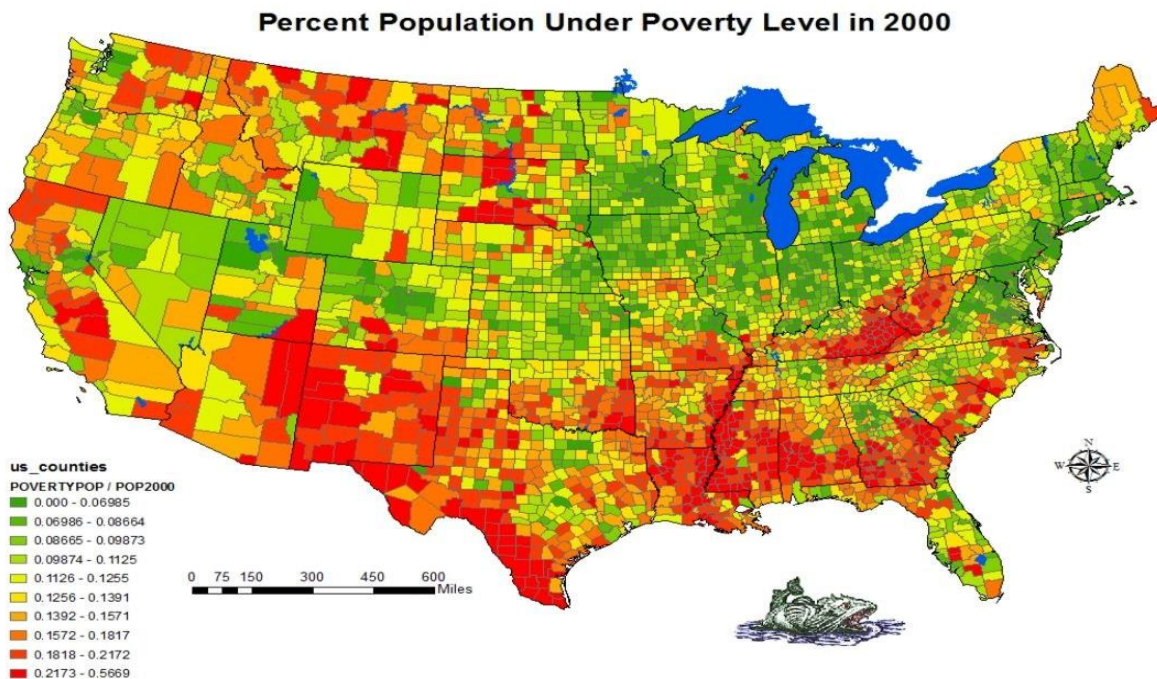 Percent Population Under Poverty Level in 2000
N
W E
S
us_counties
POVERTYPOP / POP2000
0.000 - 0.06985
0.06986 - 0.08664
0.08665 - 0.09873
0.09874 - 0.1125
0.1126 - 0.1255
0.1256 - 0.1391
0.1392 - 0.1571
0.1572 - 0.1817
0.1818 - 0.2172
0.2173 - 0.5669
0 75 150 300 450 600
Miles